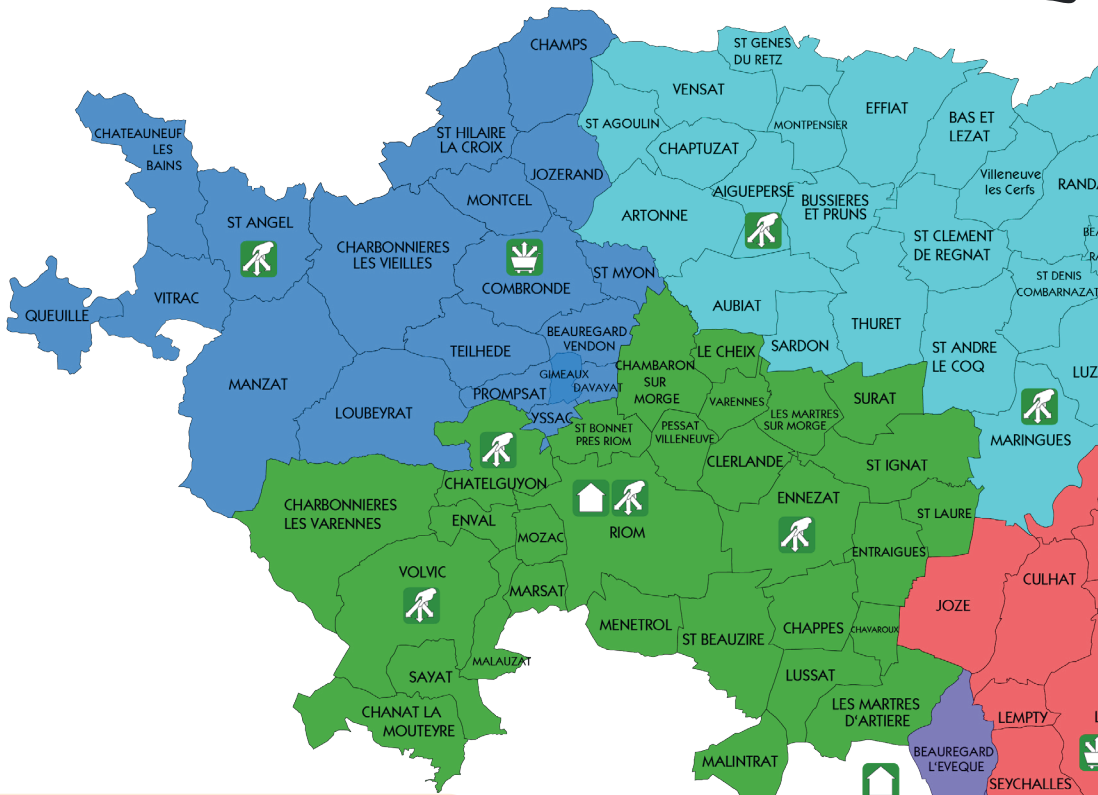 CHAMPS
ST GENES
DU RETZ
VENSAT
EFFIAT
ST AGOULIN
MONTPENSIER
BAS ET
LEZAT
CHATEAUNEUF
LES
BAINS
ST HILAIRE
LA CROIX
CHAPTUZAT
JOZERAND
Villeneuve
les Cerfs
AIGUEPERSE
MONTCEL
BUSSIERES
ET PRUNS
ST ANGEL
ARTONNE
CHARBONNIERES
LES VIEILLES
ST CLEMENT
DE REGNAT
ST MYON
ST DENIS
COMBARNAZAT
COMBRONDE
VITRAC
QUEUILLE
AUBIAT
THURET
BEAUREGARD
VENDON
TEILHEDE
LE CHEIX
SARDON
ST ANDRE
LE COQ
CHAMBARON
SUR
MORGE
GIMEAUX
DAVAYAT
MANZAT
PROMPSAT
LOUBEYRAT
VARENNES
SURAT
YSSAC
LES MARTRES
SUR MORGE
ST BONNET
PRES RIOM
PESSAT
VILLENEUVE
MARINGUES
CLERLANDE
ST IGNAT
CHATELGUYON
ENNEZAT
CHARBONNIERES
LES VARENNES
ST LAURE
ENVAL
RIOM
MOZAC
ENTRAIGUES
VOLVIC
CULHAT
MARSAT
JOZE
MENETROL
ST BEAUZIRE
CHAPPES
CHAVAROUX
MALAUZAT
SAYAT
LUSSAT
CHANAT LA
MOUTEYRE
LES MARTRES
D'ARTIERE
LEMPTY
MALINTRAT
BEAUREGARD
L'EVEQUE
SEYCHALLES